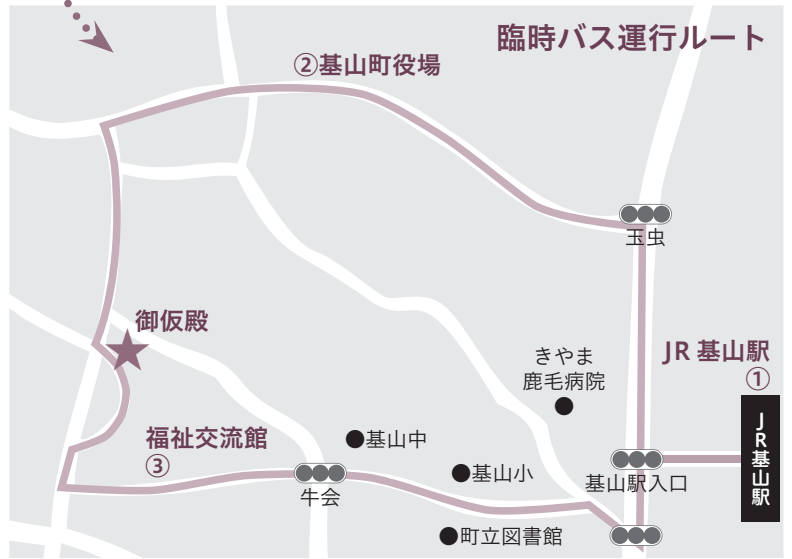 臨時バス運行ルート
②基山町役場
玉虫
御仮殿
きやま
鹿毛病院
JR 基山駅
①
JR基山駅
福祉交流館
③
●基山中
●基山小
基山駅入口
牛会
●町立図書館